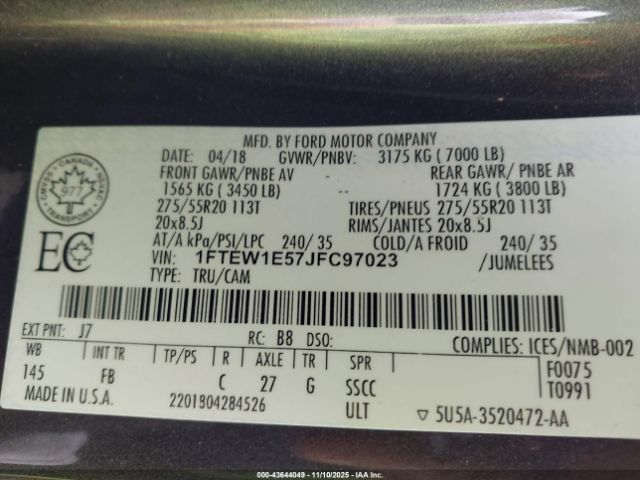 MFD. BY FORD MOTOR COMPANY
DATE: 04/18 GVWR/PNBV: 3175 KG ( 7000 LB)
FRONT GAWR/PNBE AV REAR GAWR/ PNBE AR
1565 KG ( 3450 LB) -- 1724 KG ( 3800 LB)
275/55R20 113T TIRES/PNEUS 275/55R20 113T
20x8.5J RIMS/JANTES 20x8.5J
AT/A kPa/PSI/LPC 240/ 35 COLD/A FROID 240/ 35
VIN: 1FTEW1E57JFC97023 /JUMELEES
TYPE: TRU/CAM
CANADA
977
TRANSPORT
EC
EXT PNT: J7 RC: B8 DSO: COMPLIES: ICES/NMB-002
WB INT TR TP/PS R AXLE TR SPR F0075
145 FB C 27 G SSCC T0991
MADE IN U.S.A. 2201804284526 ULT ▽ 5U5A-3520472-AA
000-43644049 — 11/10/2025 — IAA Inc.